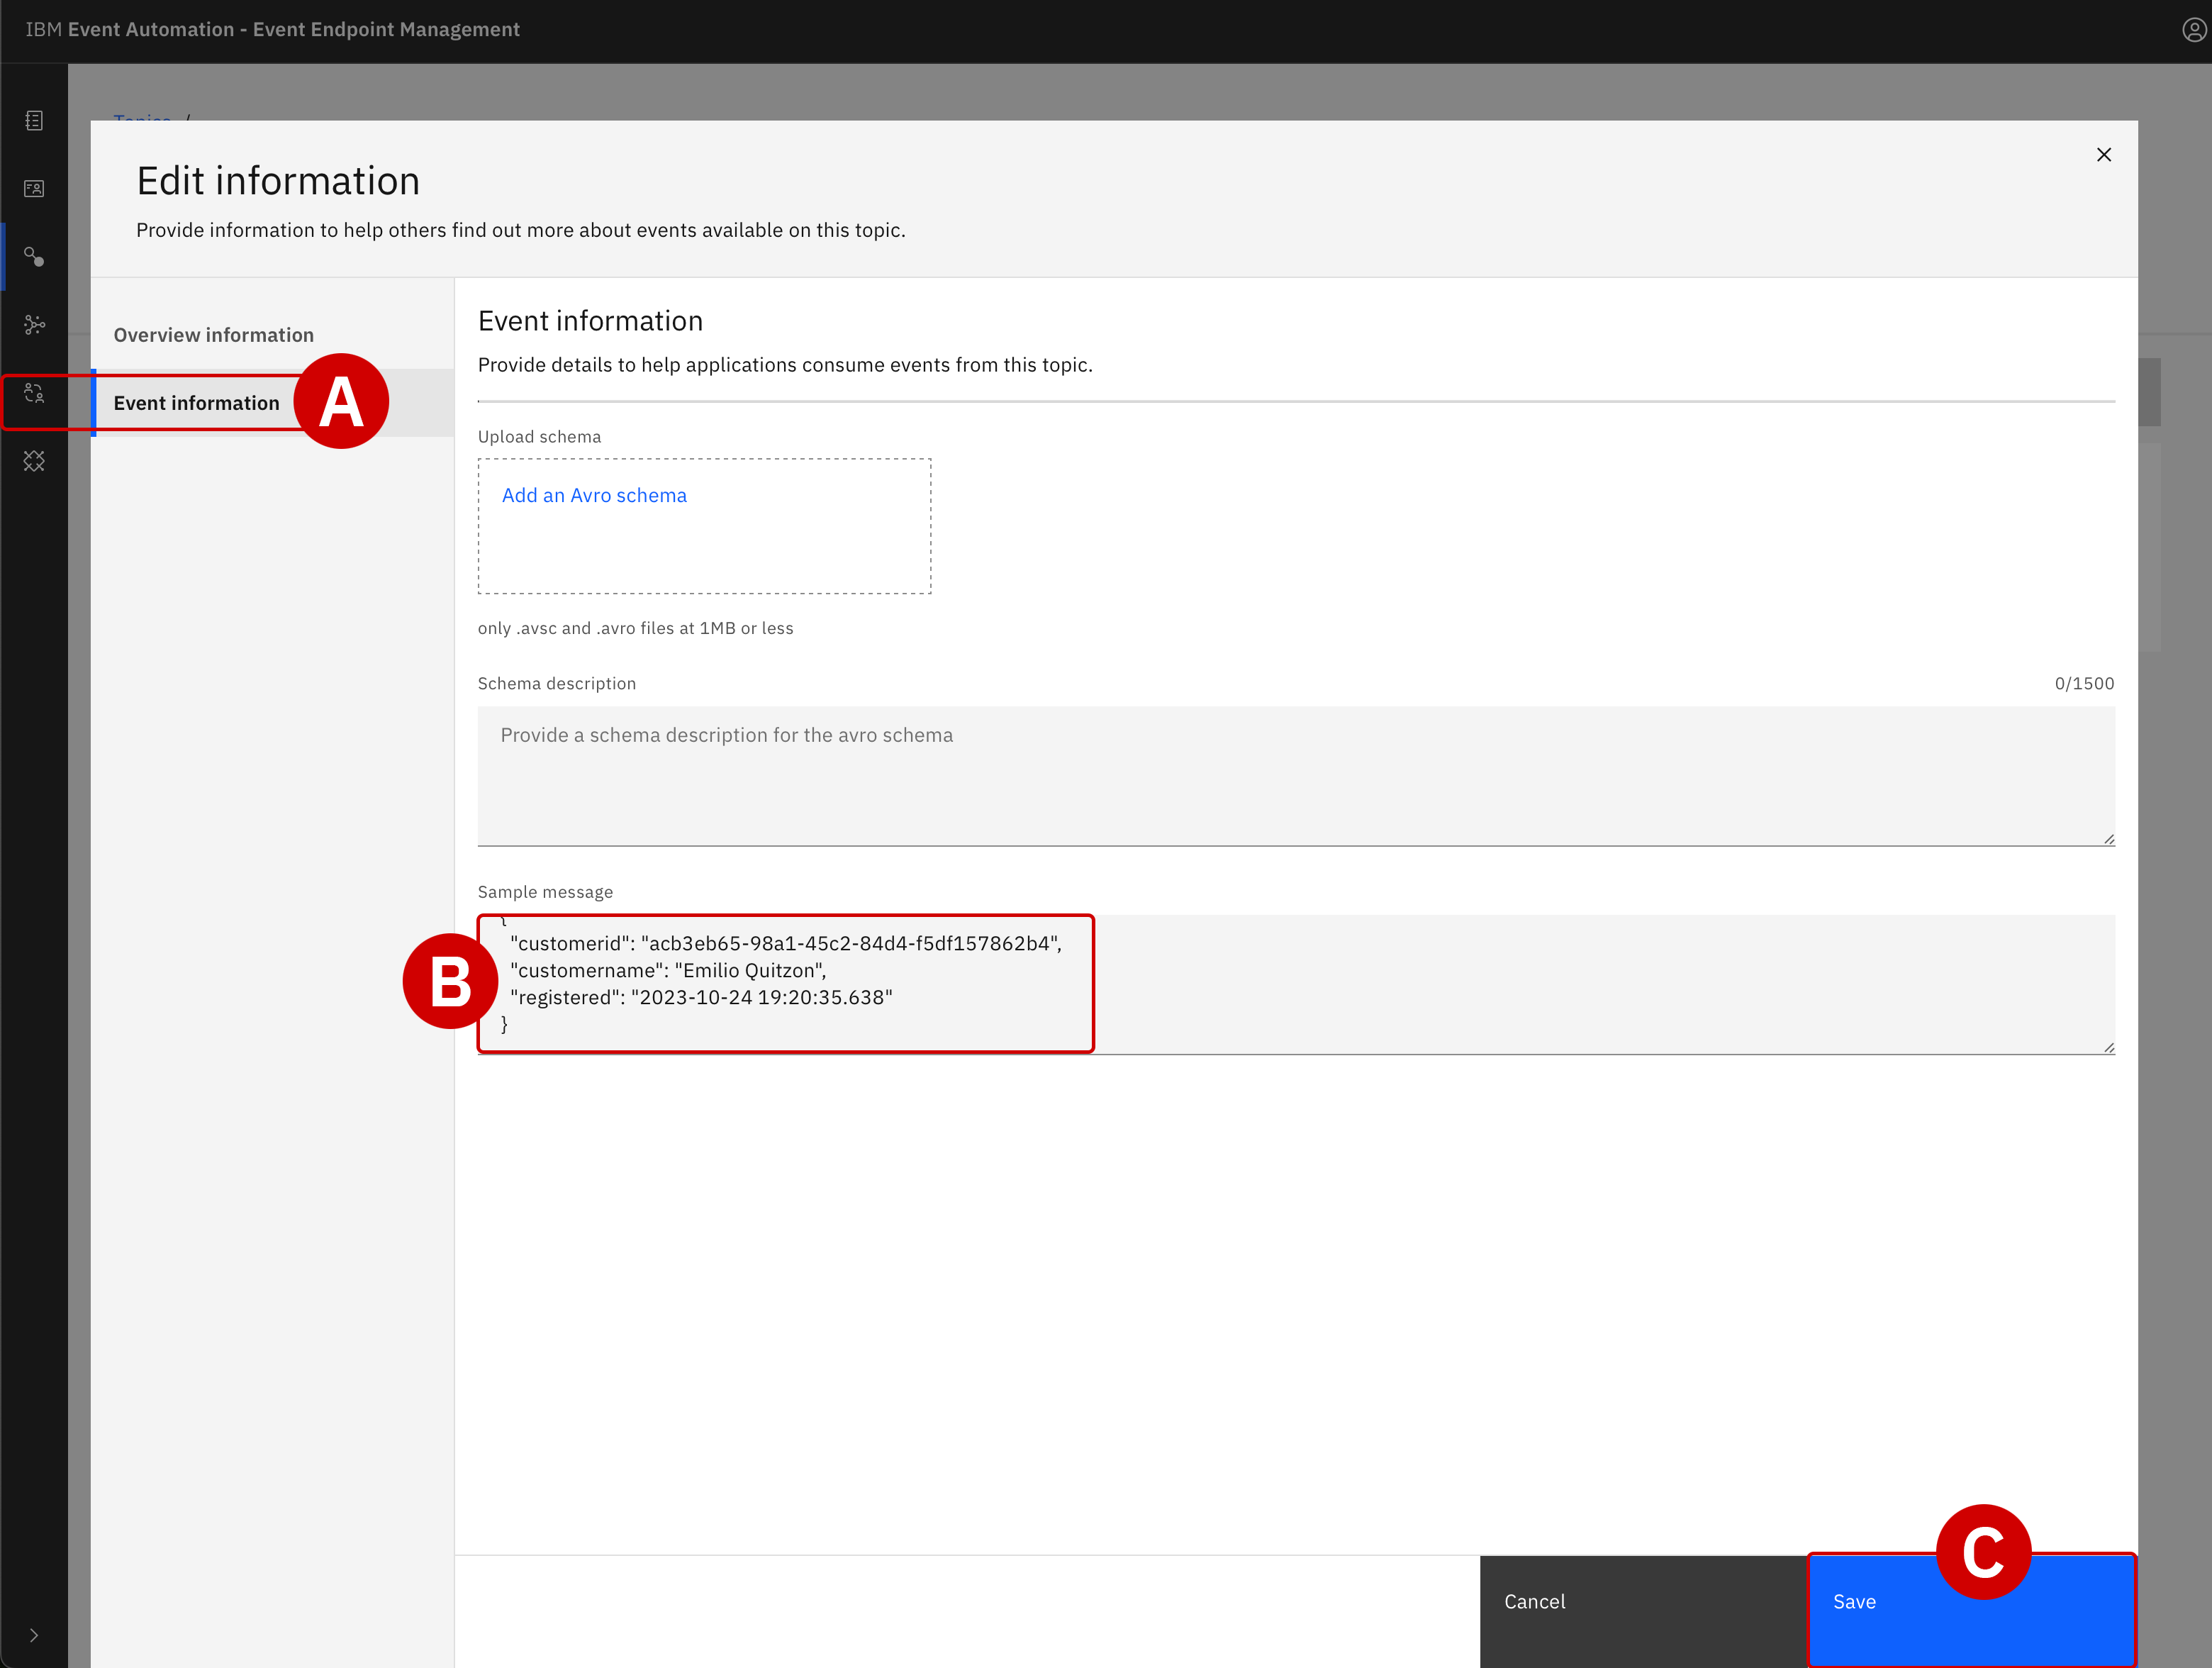 IBM Event Automation - Event Endpoint Management
Topics /
Edit information
Provide information to help others find out more about events available on this topic.
Overview information
Event information
A
Event information
Provide details to help applications consume events from this topic.
Upload schema
Add an Avro schema
only .avsc and .avro files at 1MB or less
Schema description 0/1500
Provide a schema description for the avro schema
Sample message
{
"customerid": "acb3eb65-98a1-45c2-84d4-f5df157862b4",
"customername": "Emilio Quitzon",
"registered": "2023-10-24 19:20:35.638"
}
B
C
Cancel
Save